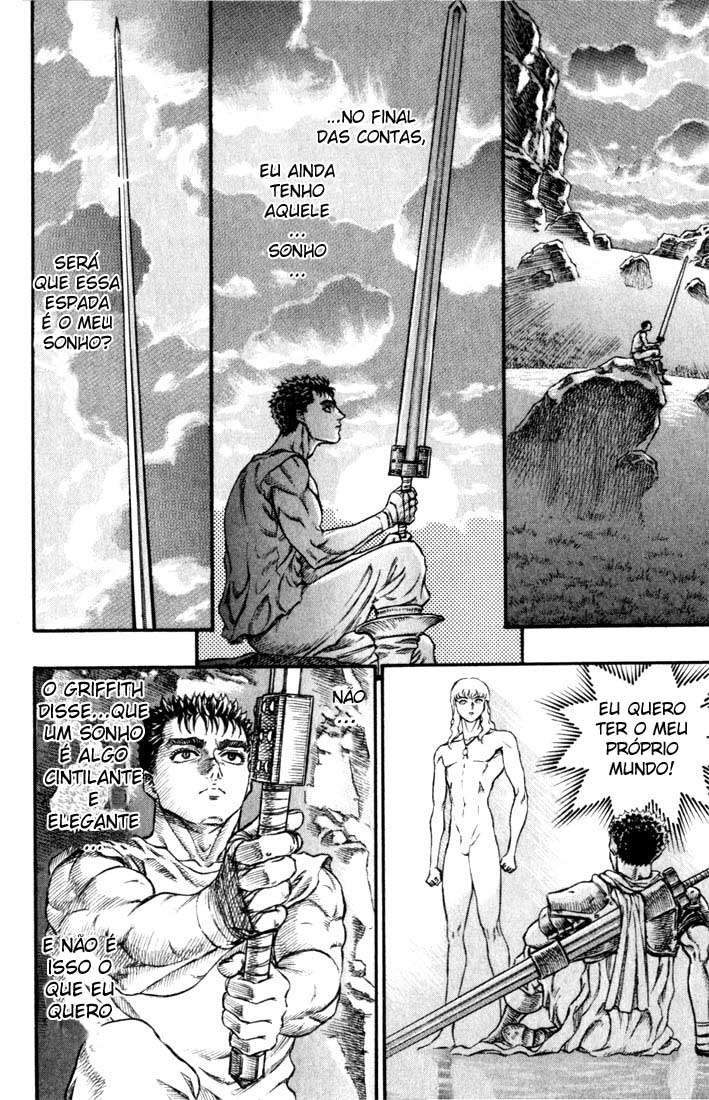 ...NO FINAL
DAS CONTAS,
EU AINDA
TENHO
AQUELE
...
SONHO
...
SERÁ
QUE ESSA
ESPADA
É O MEU
SONHO?
EU QUERO
TER O MEU
PRÓPRIO
MUNDO!
NÃO
...
O GRIFFITH
DISSE...QUE
UM SONHO
É ALGO
CINTILANTE
E
ELEGANTE
...
E NÃO É
ISSO O
QUE EU
QUERO